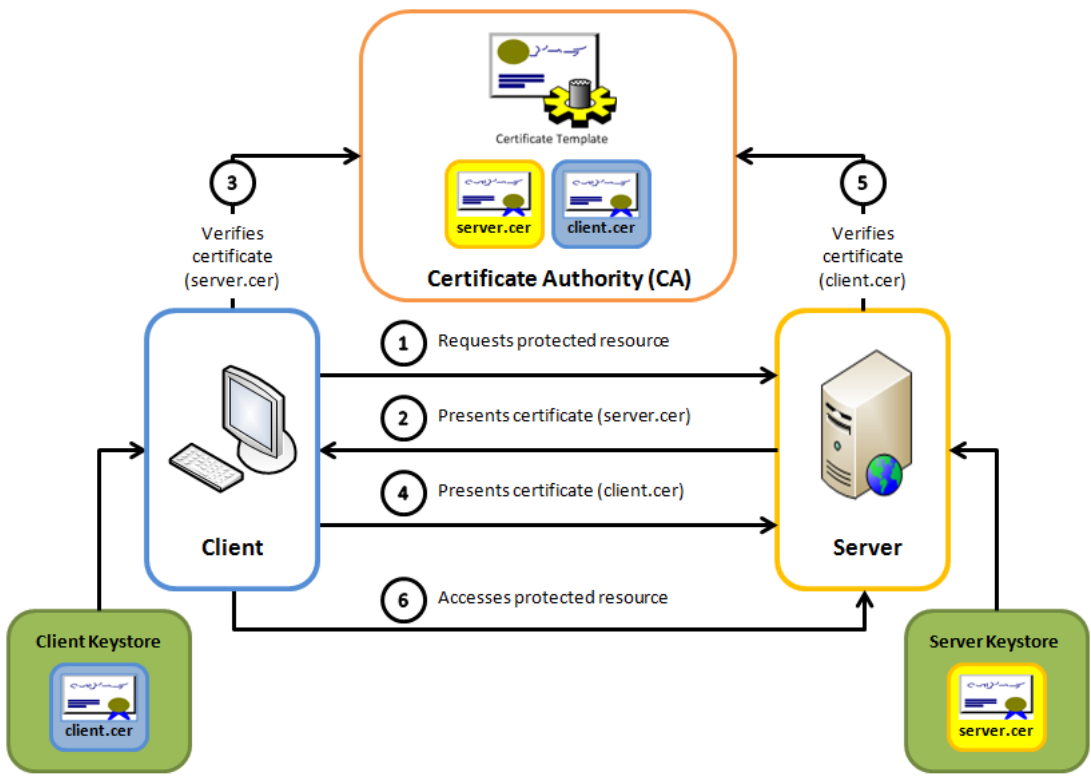 Certificate Template
server.cer
client.cer
Certificate Authority (CA)
3
Verifies
certificate
(server.cer)
5
Verifies
certificate
(client.cer)
1
Requests protected resource
2
Presents certificate (server.cer)
4
Presents certificate (client.cer)
Client
Server
6
Accesses protected resource
Client Keystore
client.cer
Server Keystore
server.cer